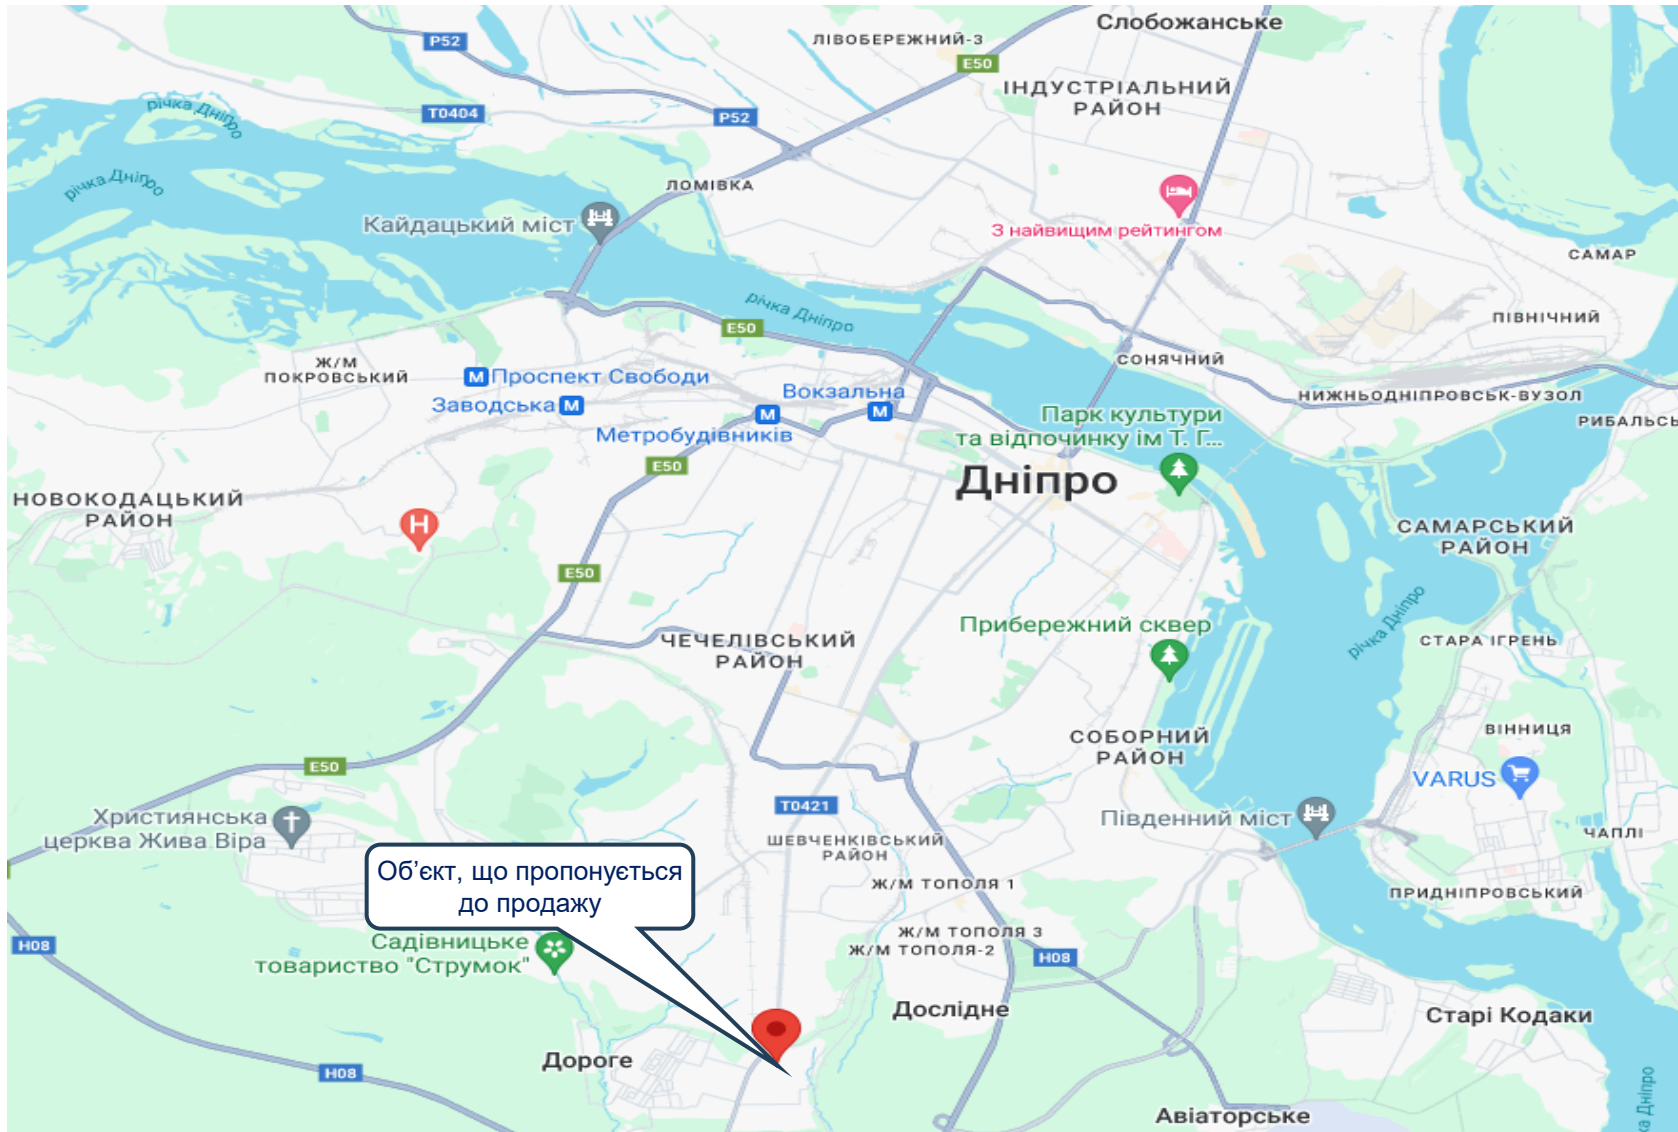 Слобожанське
P52
ЛІВОБЕРЕЖНИЙ-3
E50
ІНДУСТРІАЛЬНИЙ
РАЙОН
річка Дніпро
T0404
P52
річка Дніпро
ЛОМІВКА
Кайдацький міст
З найвищим рейтингом
САМАР
річка Дніпро
E50
ПІВНІЧНИЙ
СОНЯЧНИЙ
Ж/М
ПОКРОВСЬКИЙ
Проспект Свободи
Заводська
Вокзальна
Метробудівників
НИЖНЬОДНІПРОВСЬК-ВУЗОЛ
РИБАЛЬСЬ
Парк культури
та відпочинку ім Т. Г...
E50
Дніпро
НОВОКОДАЦЬКИЙ
РАЙОН
H
САМАРСЬКИЙ
РАЙОН
E50
річка Дніпро
Прибережний сквер
ЧЕЧЕЛІВСЬКИЙ
РАЙОН
СТАРА ІГРЕНЬ
СОБОРНИЙ
РАЙОН
ВІННИЦЯ
E50
VARUS
T0421
Християнська
церква Жива Віра
Південний міст
ЧАПЛІ
ШЕВЧЕНКІВСЬКИЙ
РАЙОН
Об’єкт, що пропонується
до продажу
Ж/М ТОПОЛЯ 1
ПРИДНІПРОВСЬКИЙ
Ж/М ТОПОЛЯ 3
Ж/М ТОПОЛЯ-2
H08
H08
Садівницьке
товариство "Струмок"
Дослідне
Старі Кодаки
Дороге
H08
Авіаторське
ка Дніпро